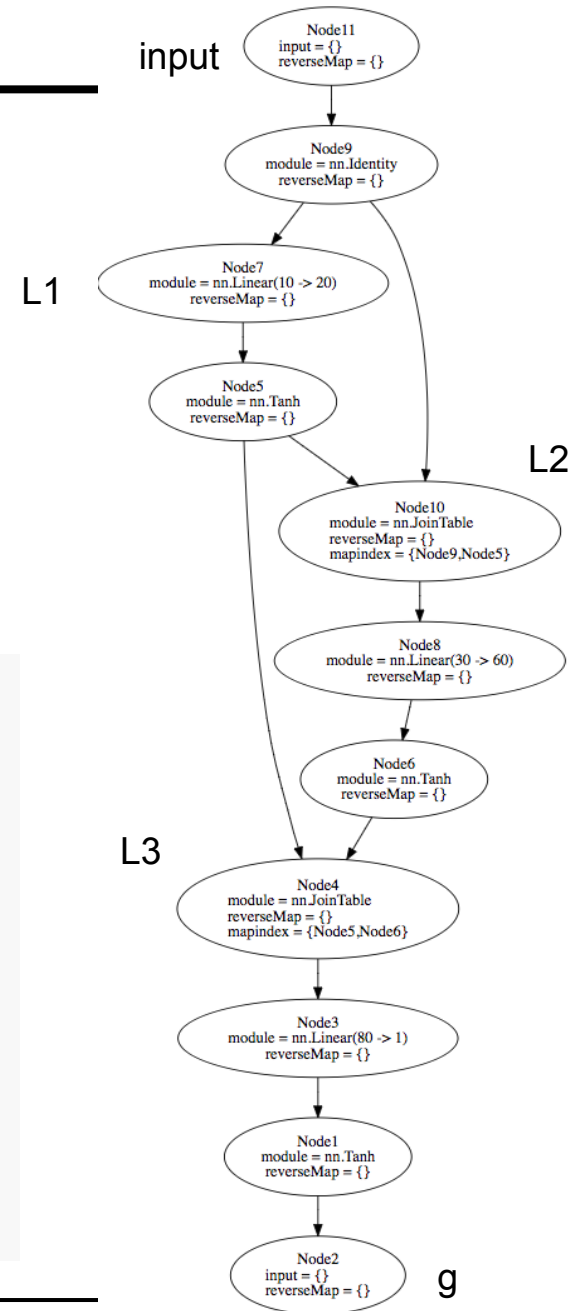 input
Node11
input = {}
reverseMap = {}
Node9
module = nn.Identity
reverseMap = {}
L1
Node7
module = nn.Linear(10 -> 20)
reverseMap = {}
Node5
module = nn.Tanh
reverseMap = {}
L2
Node10
module = nn.JoinTable
reverseMap = {}
mapindex = {Node9,Node5}
Node8
module = nn.Linear(30 -> 60)
reverseMap = {}
Node6
module = nn.Tanh
reverseMap = {}
L3
Node4
module = nn.JoinTable
reverseMap = {}
mapindex = {Node5,Node6}
Node3
module = nn.Linear(80 -> 1)
reverseMap = {}
Node1
module = nn.Tanh
reverseMap = {}
Node2
input = {}
reverseMap = {}
g